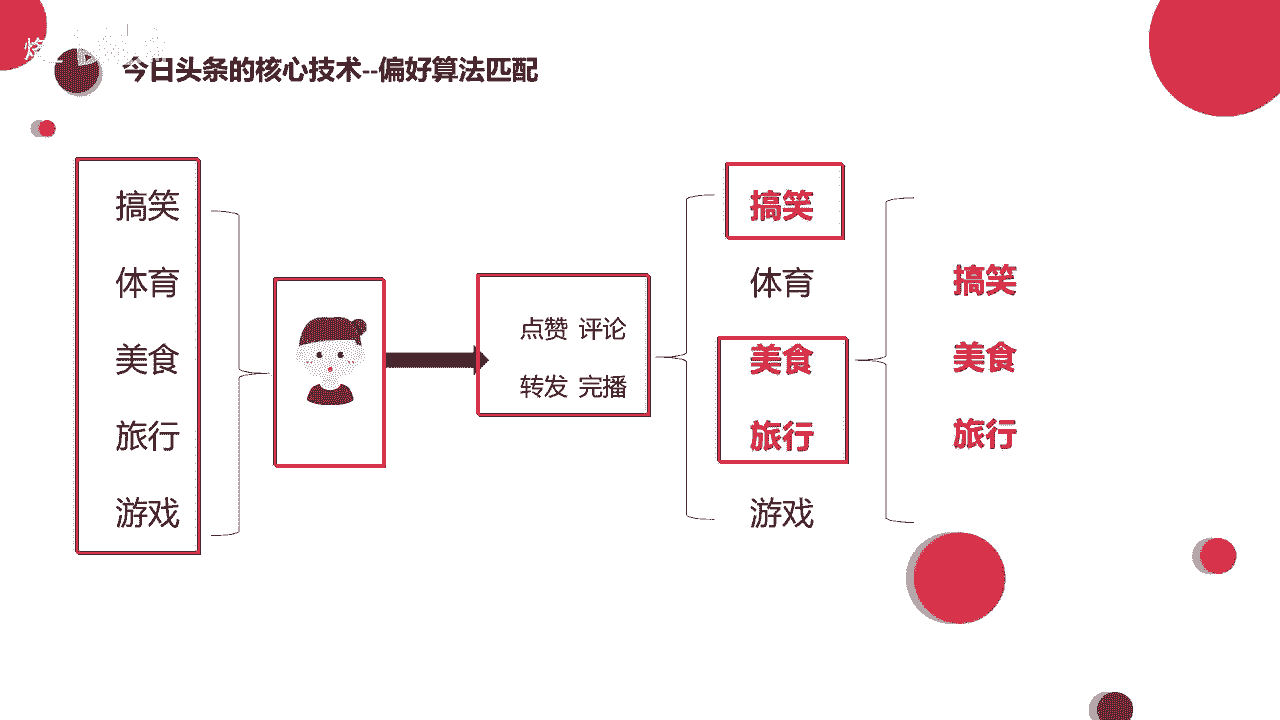 今日头条的核心技术--偏好算法匹配
搞笑
体育
美食
旅行
游戏
点赞 评论
转发 完播
搞笑
体育
美食
旅行
游戏
搞笑
美食
旅行